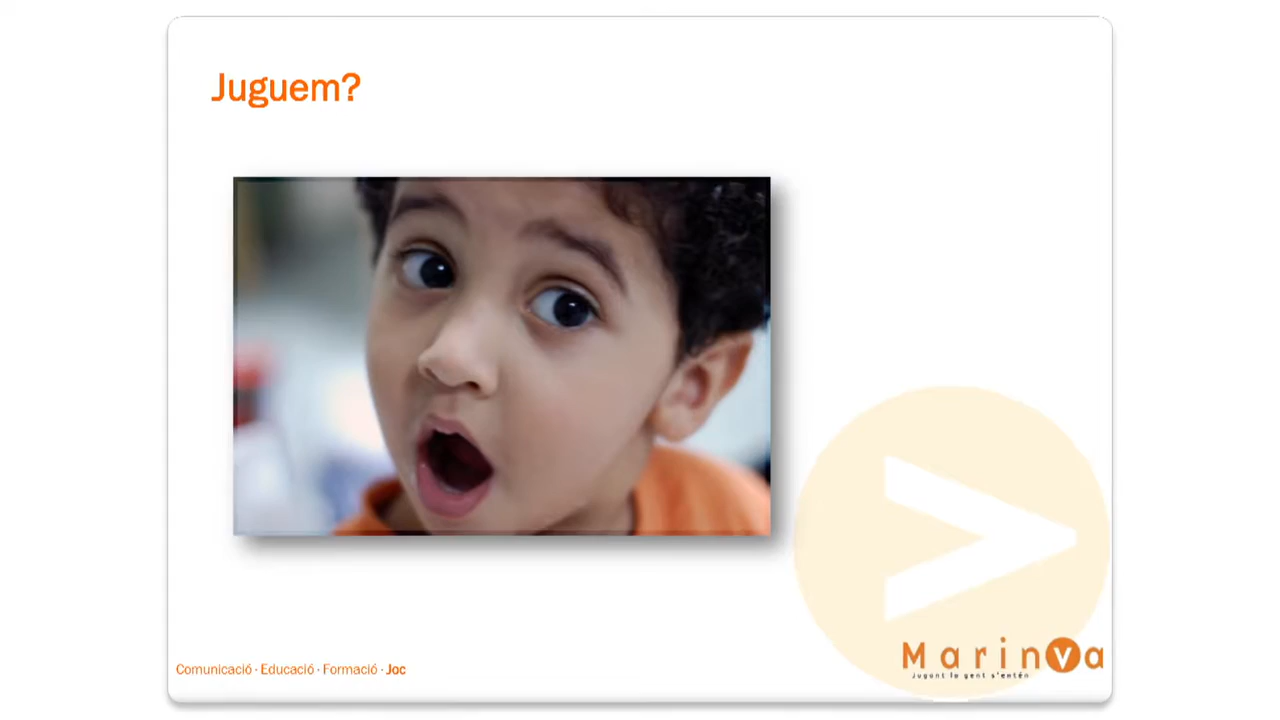 Juguem?
Comunicació · Educació · Formació · Joc
Marinva
Jugant la gent s'entén